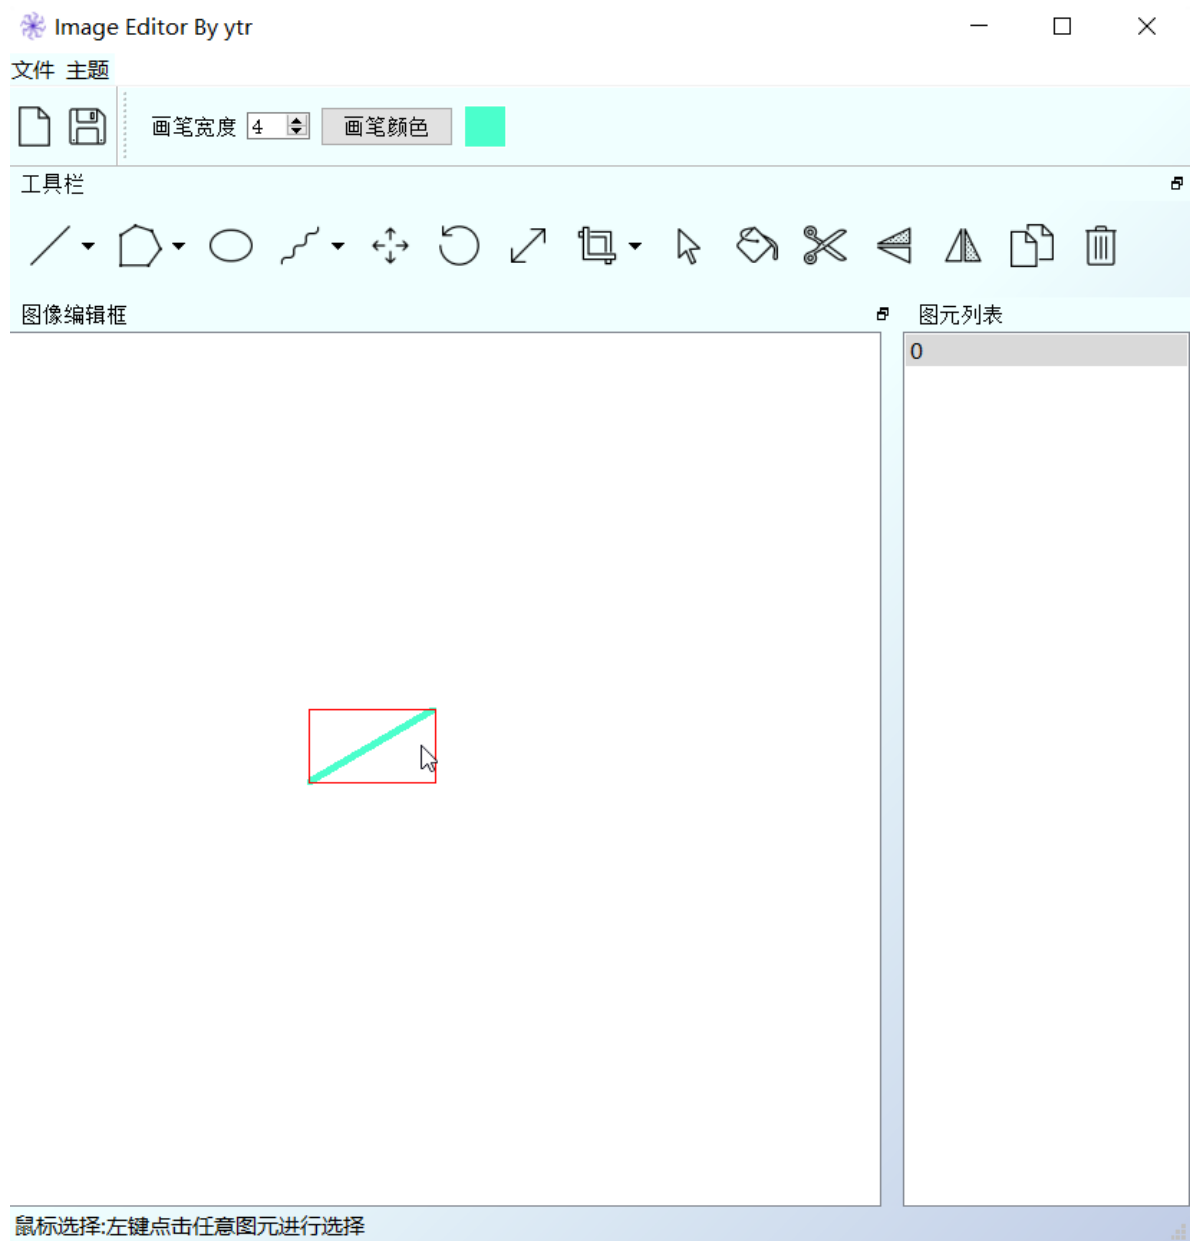 Image Editor By ytr
文件 主题
画笔宽度 4 画笔颜色
工具栏
图像编辑框 图元列表
0
鼠标选择:左键点击任意图元进行选择